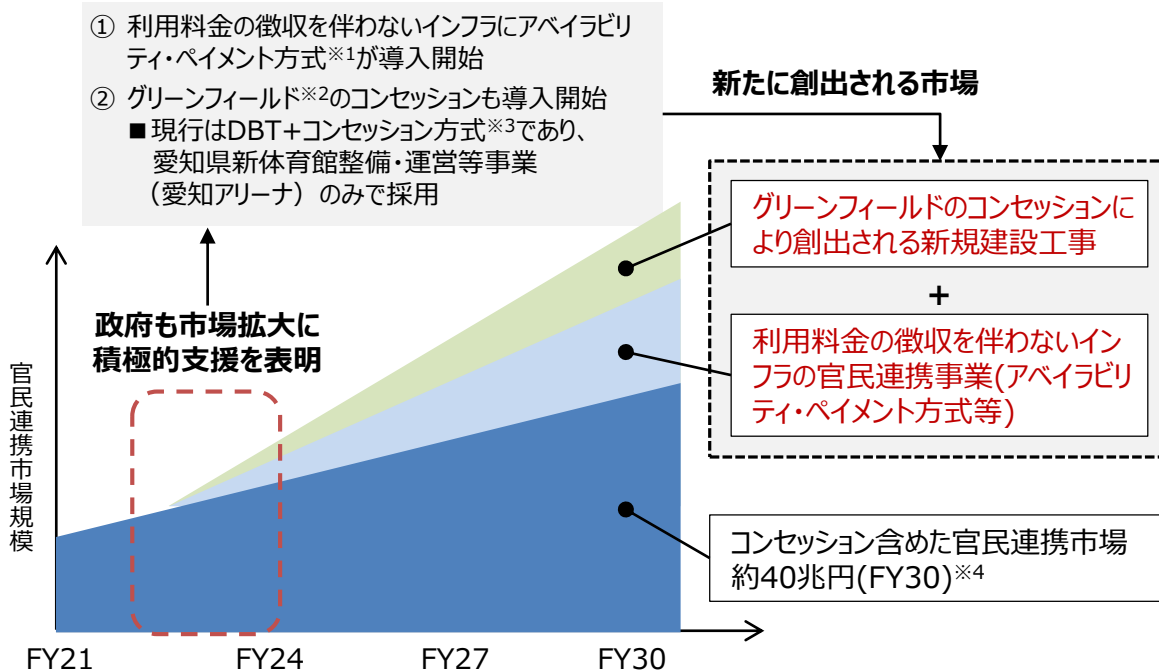 ① 利用料金の徴収を伴わないインフラにアベイラビリ
ティ・ペイメント方式※1が導入開始
② グリーンフィールド※2のコンセッションも導入開始
■現行はDBT+コンセッション方式※3であり、
愛知県新体育館整備・運営等事業
（愛知アリーナ）のみで採用
新たに創出される市場
グリーンフィールドのコンセッションに
より創出される新規建設工事
+
利用料金の徴収を伴わないイン
フラの官民連携事業(アベイラビリ
ティ・ペイメント方式等)
政府も市場拡大に
積極的支援を表明
官民連携市場規模
コンセッション含めた官民連携市場
約40兆円(FY30)※4
FY21
FY24
FY27
FY30